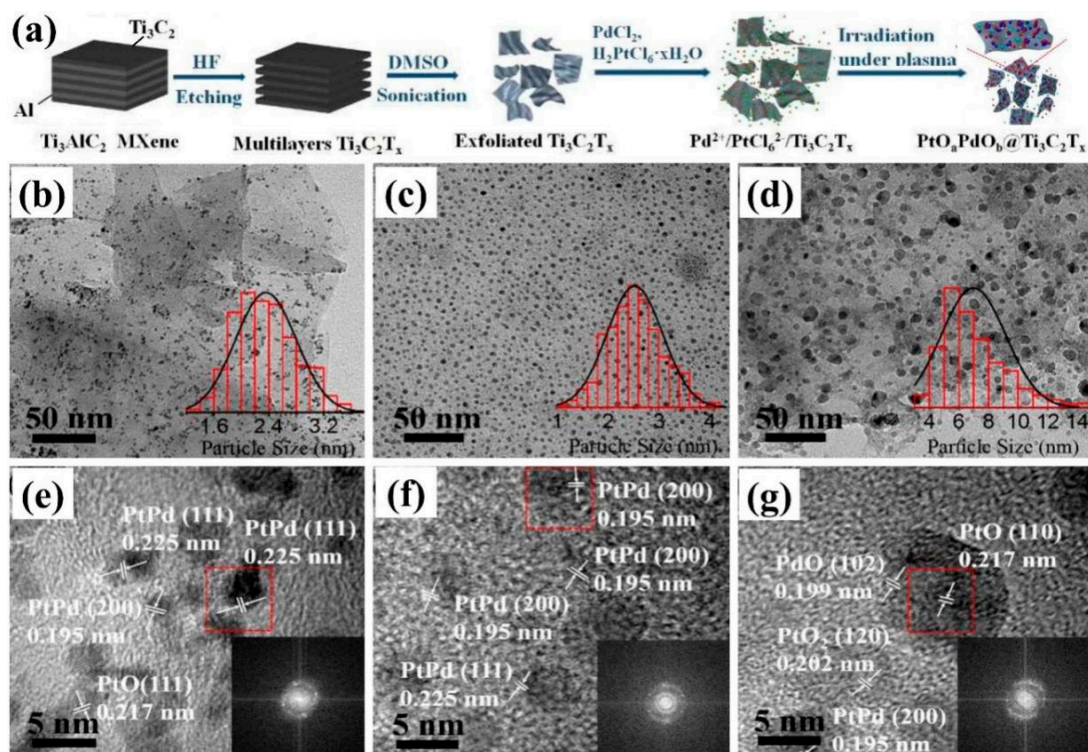 (a)
Ti₃C₂
Al
HF
Etching
DMSO
Sonication
PdCl₂,
H₂PtCl₆·xH₂O
Irradiation
under plasma
Ti₃AlC₂ MXene
Multilayers Ti₃C₂Tₓ
Exfoliated Ti₃C₂Tₓ
Pd²⁺/PtCl₆²⁻/Ti₃C₂Tₓ
PtOₐPdO_b@Ti₃C₂Tₓ
(b)
50 nm
1.6 2.4 3.2
Particle Size (nm)
(c)
50 nm
1 2 3 4
Particle Size (nm)
(d)
50 nm
4 6 8 10 12 14
Particle Size (nm)
(e)
PtPd (111)
0.225 nm
PtPd (111)
0.225 nm
PtPd (200)
0.195 nm
PtO(111)
0.217 nm
5 nm
(f)
PtPd (200)
0.195 nm
PtPd (200)
0.195 nm
PtPd (200)
0.195 nm
PtPd (111)
0.225 nm
5 nm
(g)
PtO (110)
0.217 nm
PdO (102)
0.199 nm
(120)
0.202 nm
PtPd (200)
0.195 nm
5 nm